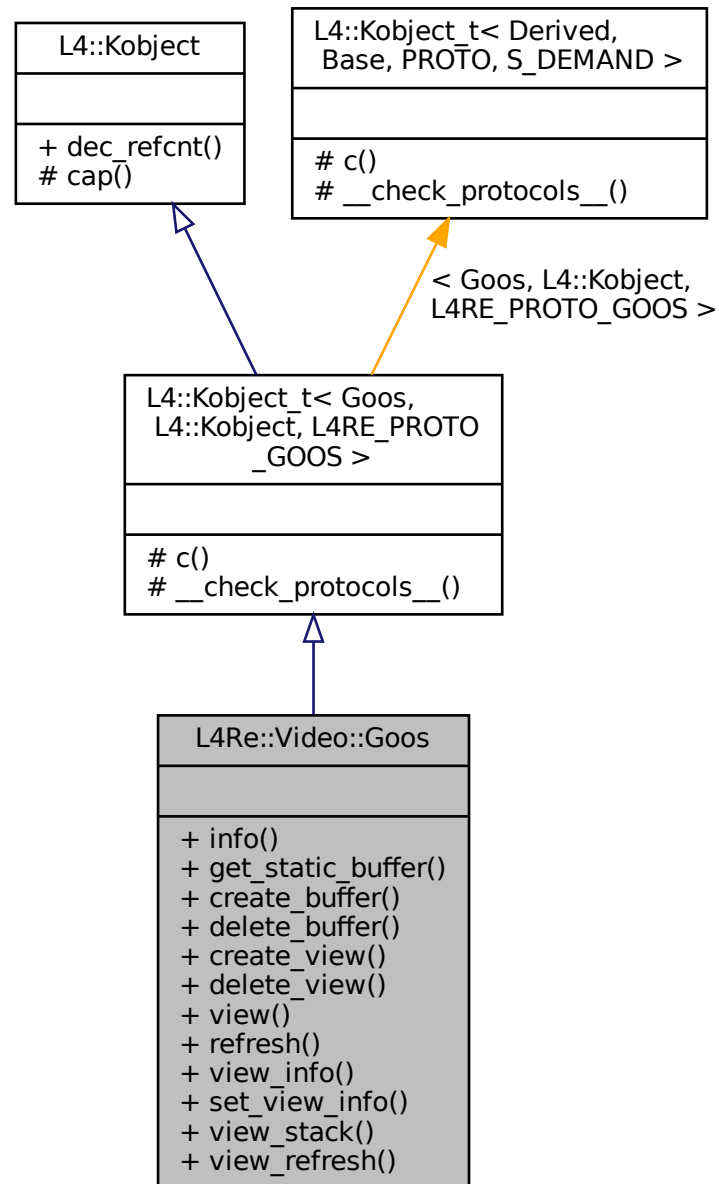 L4::Kobject
+ dec_refcnt()
# cap()
L4::Kobject_t< Derived,
Base, PROTO, S_DEMAND >
# c()
# __check_protocols__()
< Goos, L4::Kobject,
L4RE_PROTO_GOOS >
L4::Kobject_t< Goos,
L4::Kobject, L4RE_PROTO
_GOOS >
# c()
# __check_protocols__()
L4Re::Video::Goos
+ info()
+ get_static_buffer()
+ create_buffer()
+ delete_buffer()
+ create_view()
+ delete_view()
+ view()
+ refresh()
+ view_info()
+ set_view_info()
+ view_stack()
+ view_refresh()